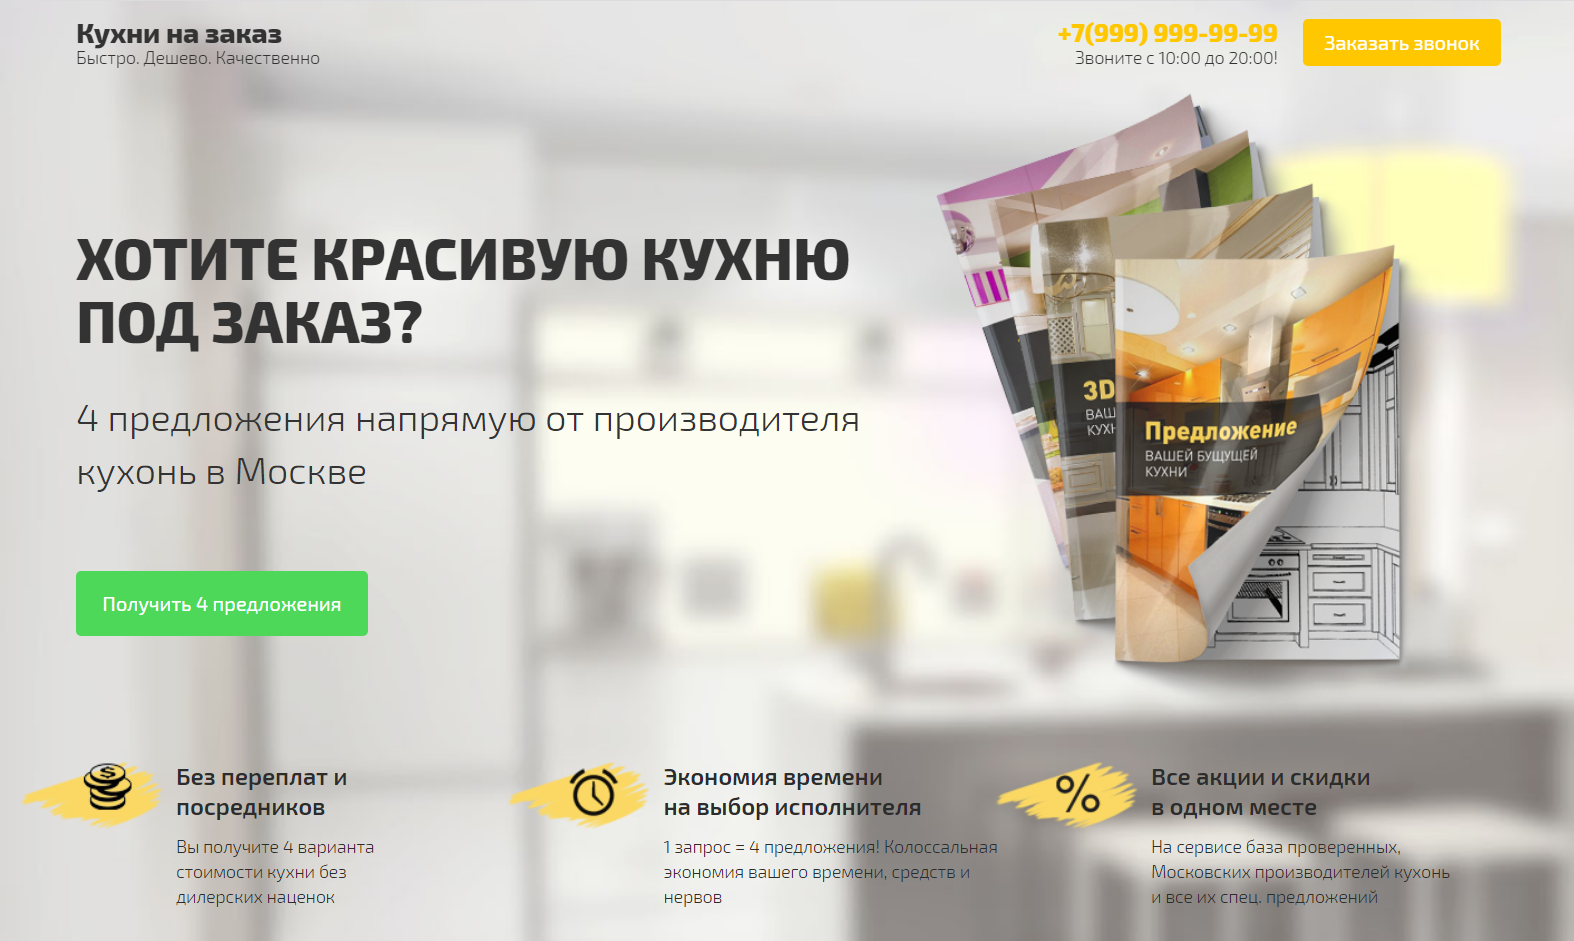 Кухни на заказ
Быстро. Дешево. Качественно
+7(999) 999-99-99
Звоните с 10:00 до 20:00!
Заказать звонок
ХОТИТЕ КРАСИВУЮ КУХНЮ
ПОД ЗАКАЗ?
4 предложения напрямую от производителя
кухонь в Москве
Получить 4 предложения
3D
ВАШ
КУХН
Предложение
ВАШЕЙ БУЩУЩЕЙ
КУХНИ
Без переплат и
посредников
Вы получите 4 варианта
стоимости кухни без
дилерских наценок
Экономия времени
на выбор исполнителя
1 запрос = 4 предложения! Колоссальная
экономия вашего времени, средств и
нервов
Все акции и скидки
в одном месте
На сервисе база проверенных,
Московских производителей кухонь
и все их спец. предложений